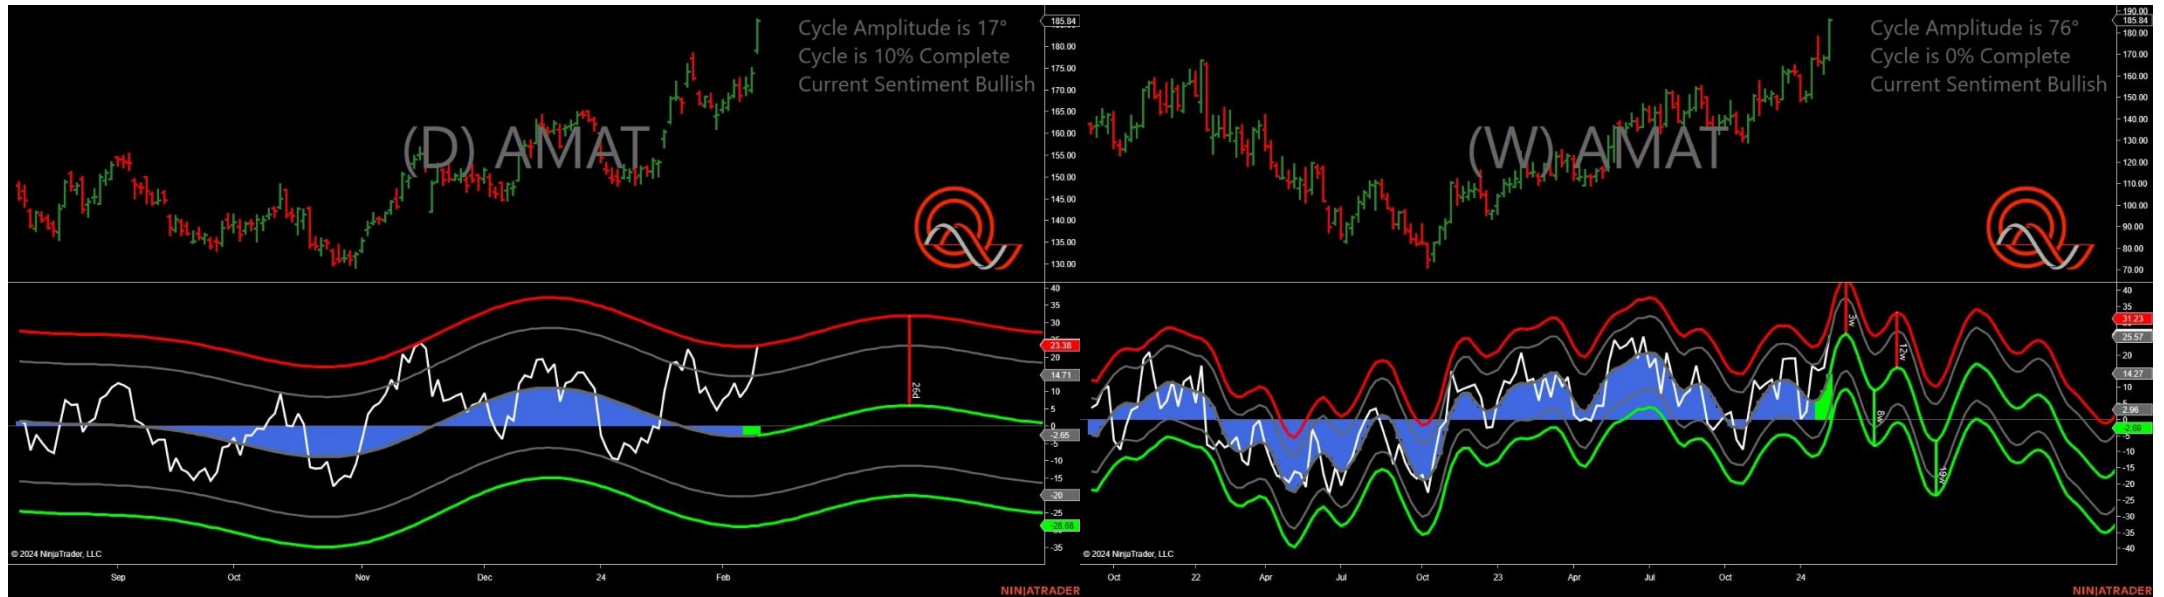 Cycle Amplitude is 17°
Cycle is 10% Complete
Current Sentiment Bullish
(D) AMAT
185.84
180.00
175.00
170.00
165.00
160.00
155.00
150.00
145.00
140.00
135.00
130.00
40
35
30
23.38
20
14.71
10
5
0
-2.65
-5
-10
-15
-20
-25
-28.68
-35
26d
© 2024 NinjaTrader, LLC
Sep
Oct
Nov
Dec
24
Feb
NINJATRADER
Cycle Amplitude is 76°
Cycle is 0% Complete
Current Sentiment Bullish
(W) AMAT
190.00
185.84
180.00
170.00
160.00
150.00
140.00
130.00
120.00
110.00
100.00
90.00
80.00
70.00
40
35
31.23
25.57
20
14.27
10
5
2.96
0
-2.69
-5
-10
-15
-20
-25
-30
-35
-40
3w
12w
8w
19w
© 2024 NinjaTrader, LLC
Oct
22
Apr
Jul
Oct
23
Apr
Jul
Oct
24
NINJATRADER